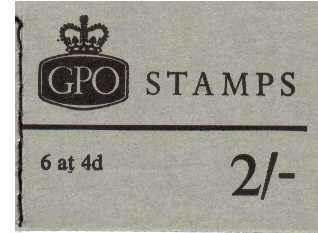 GPO STAMPS
6 at 4d 2/-